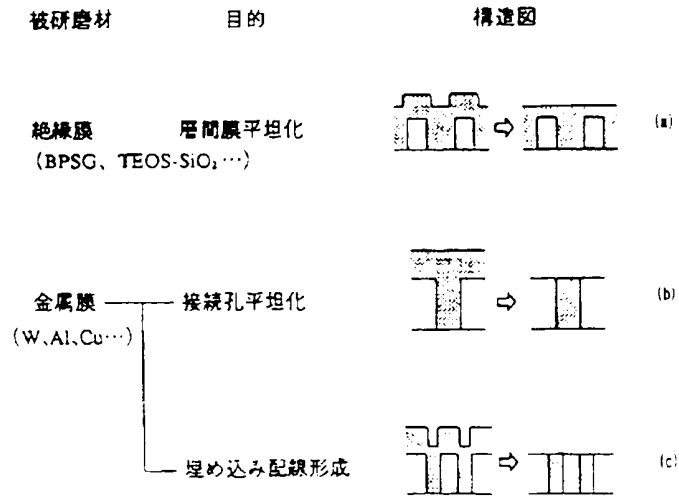 被研磨材 目的 構造図
絶縁膜 層間膜平坦化 (a)
(BPSG、TEOS-SiO₂…)
金属膜 接続孔平坦化 (b)
(W、Al、Cu…)
埋め込み配線形成 (c)